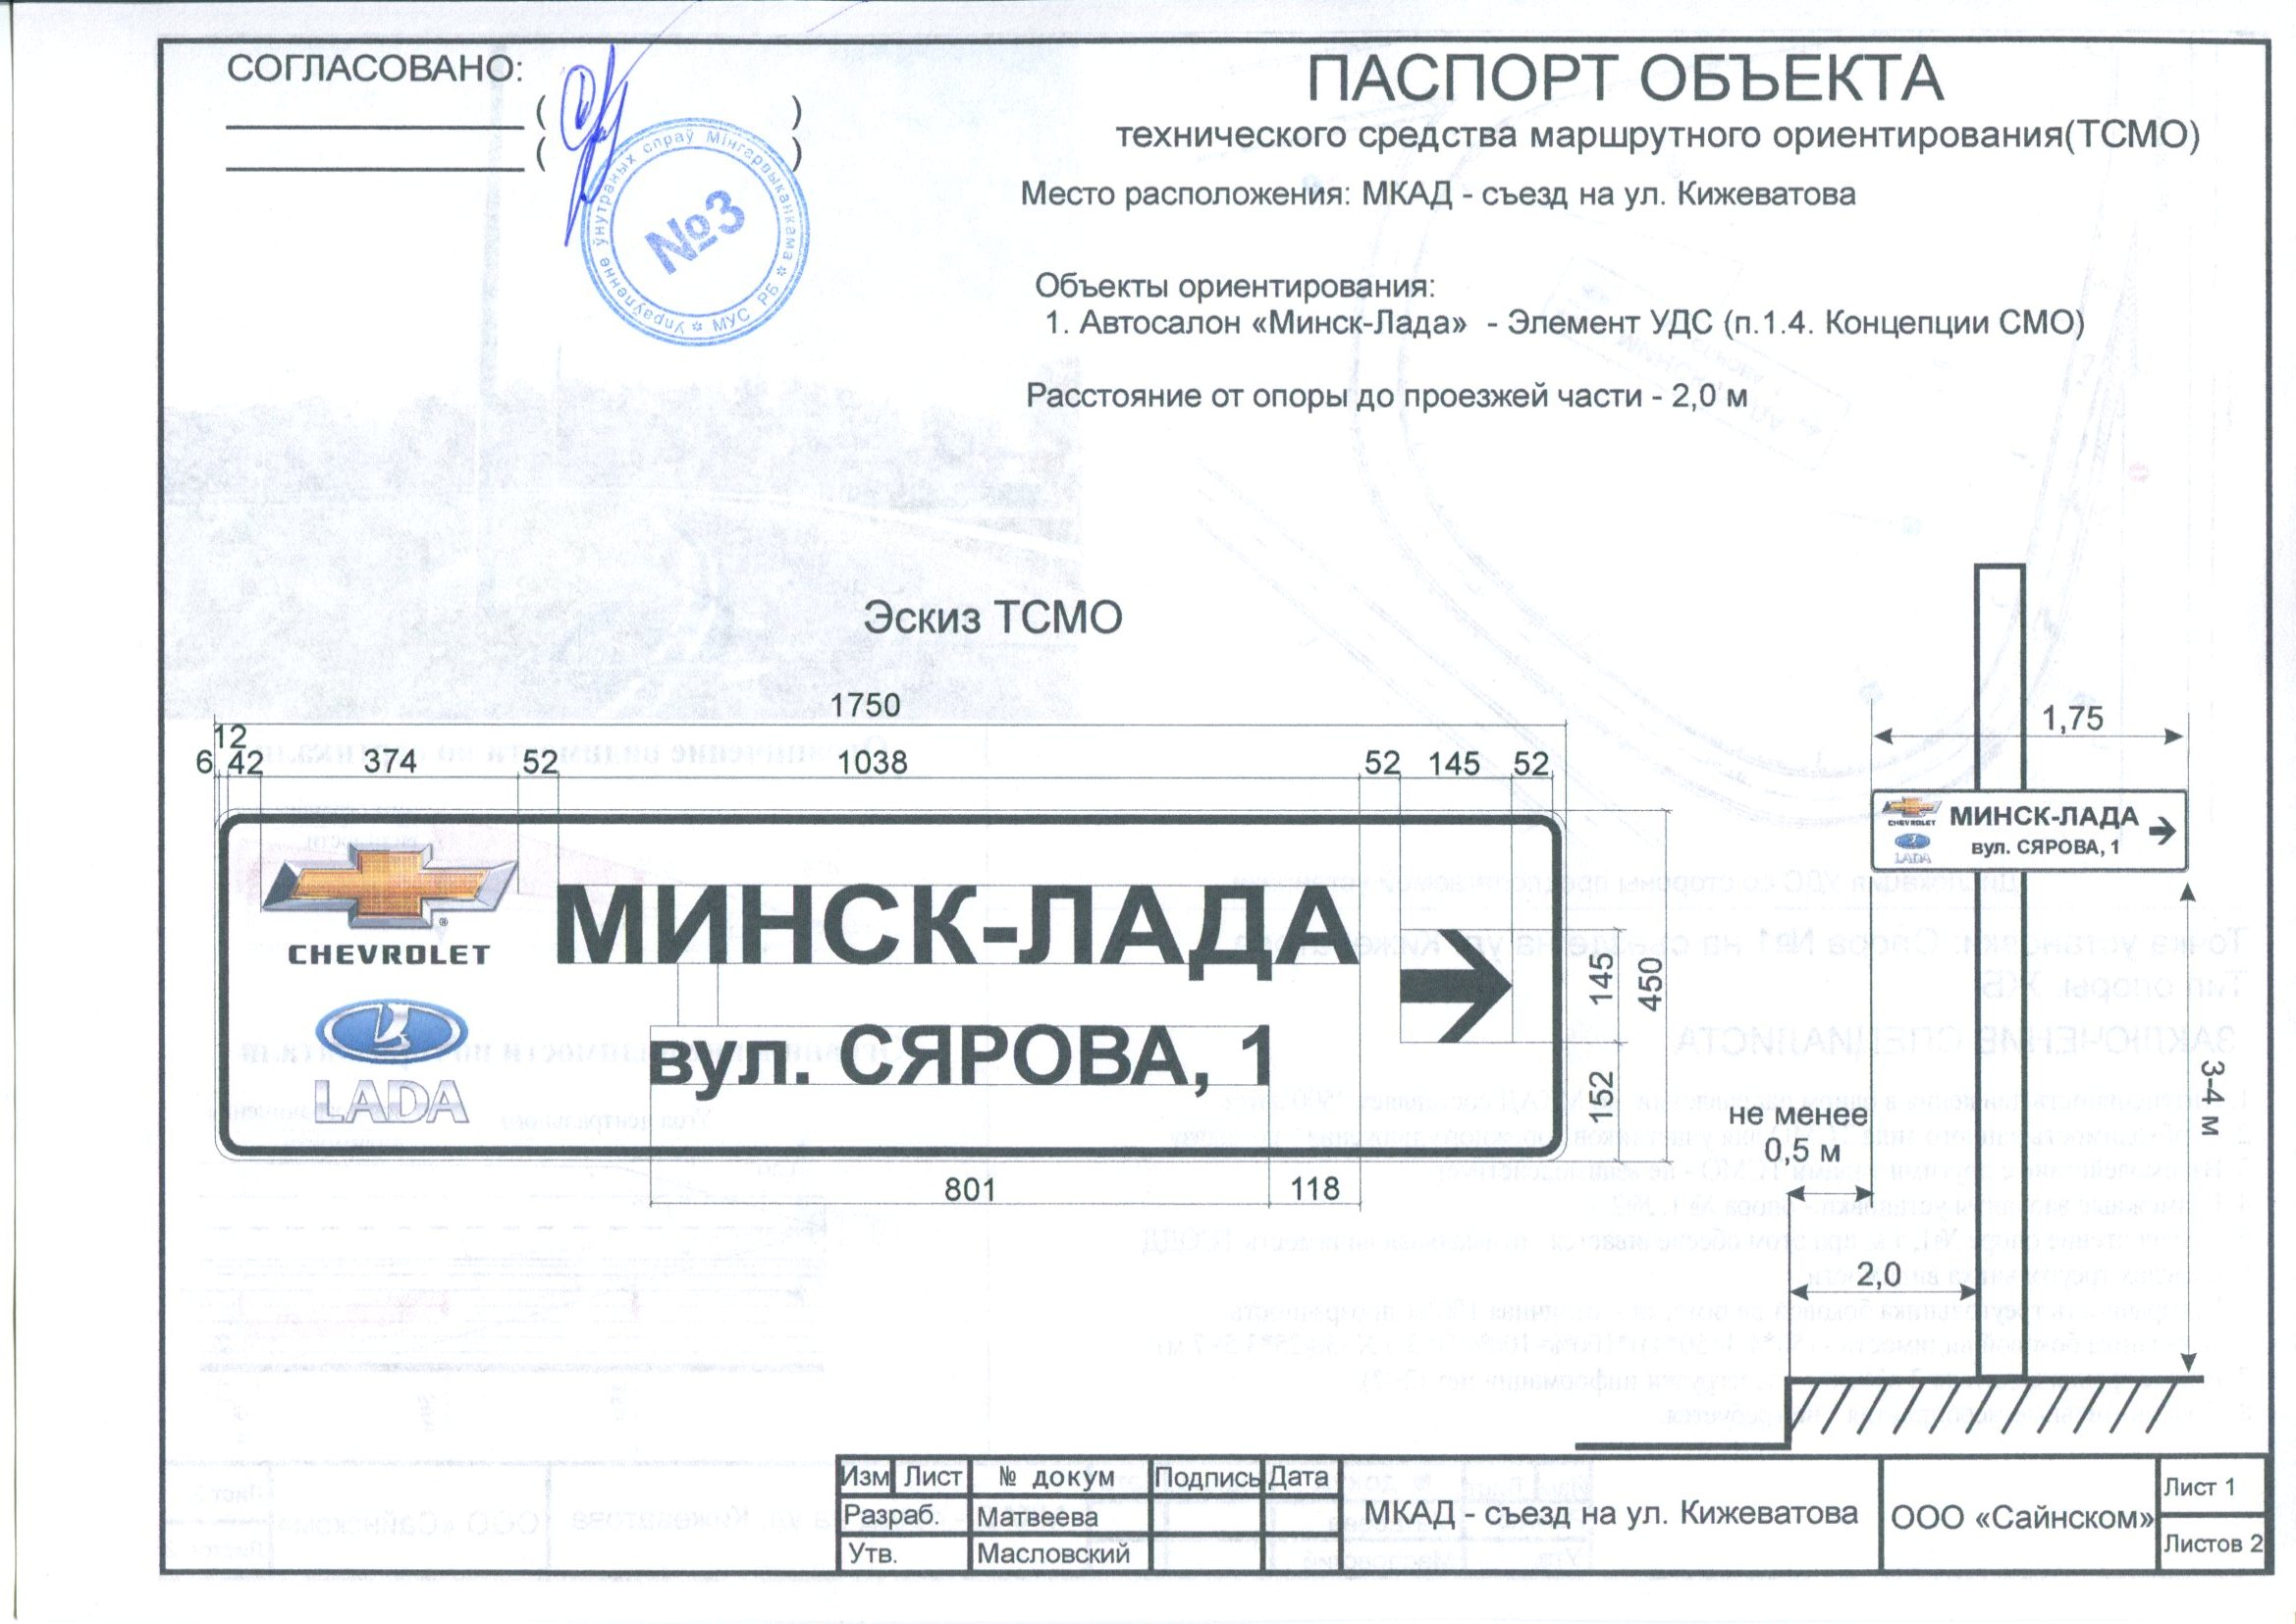 СОГЛАСОВАНО:
ПАСПОРТ ОБЪЕКТА
технического средства маршрутного ориентирования(ТСМО)
Место расположения: МКАД - съезд на ул. Кижеватова
Упраўленне ўнутраных спраў Мінгарвыканкама * МУС РБ *
№3
Объекты ориентирования:
1. Автосалон «Минск-Лада» - Элемент УДС (п.1.4. Концепции СМО)
Расстояние от опоры до проезжей части - 2,0 м
Эскиз ТСМО
1750
12
6 42 374 52 1038 52 145 52
CHEVROLET
LADA
МИНСК-ЛАДА
вул. СЯРОВА, 1
145
152
450
801 118
1,75
CHEVROLET
LADA
МИНСК-ЛАДА
вул. СЯРОВА, 1
3-4 м
не менее
0,5 м
2,0
Изм Лист № докум Подпись Дата
Разраб. Матвеева
Утв. Масловский
МКАД - съезд на ул. Кижеватова
ООО «Сайнском»
Лист 1
Листов 2